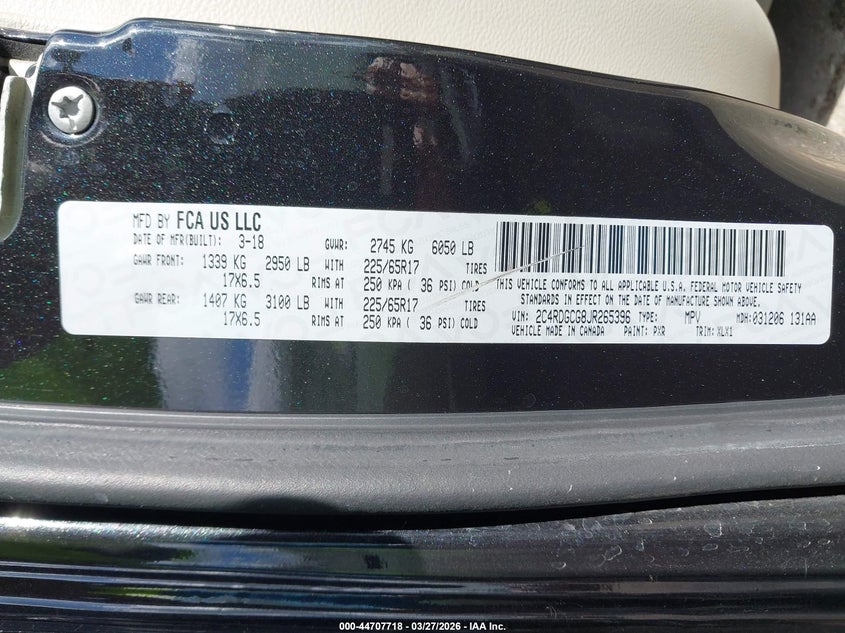 MFD BY FCA US LLC
DATE OF MFR(BUILT): 3-18 GVWR: 2745 KG 6050 LB
GAWR FRONT: 1339 KG 2950 LB WITH 225/65R17 TIRES
17X6.5 RIMS AT 250 KPA ( 36 PSI) COLD
GAWR REAR: 1407 KG 3100 LB WITH 225/65R17 TIRES
17X6.5 RIMS AT 250 KPA ( 36 PSI) COLD
THIS VEHICLE CONFORMS TO ALL APPLICABLE U.S.A. FEDERAL MOTOR VEHICLE SAFETY
STANDARDS IN EFFECT ON THE DATE OF MANUFACTURE SHOWN ABOVE.
VIN: 2C4RDGCG8JR265396 TYPE: MPV MDH:031206 131AA
VEHICLE MADE IN CANADA PAINT: PXR TRIM: XLX1
000-44707718 - 03/27/2026 - IAA Inc.